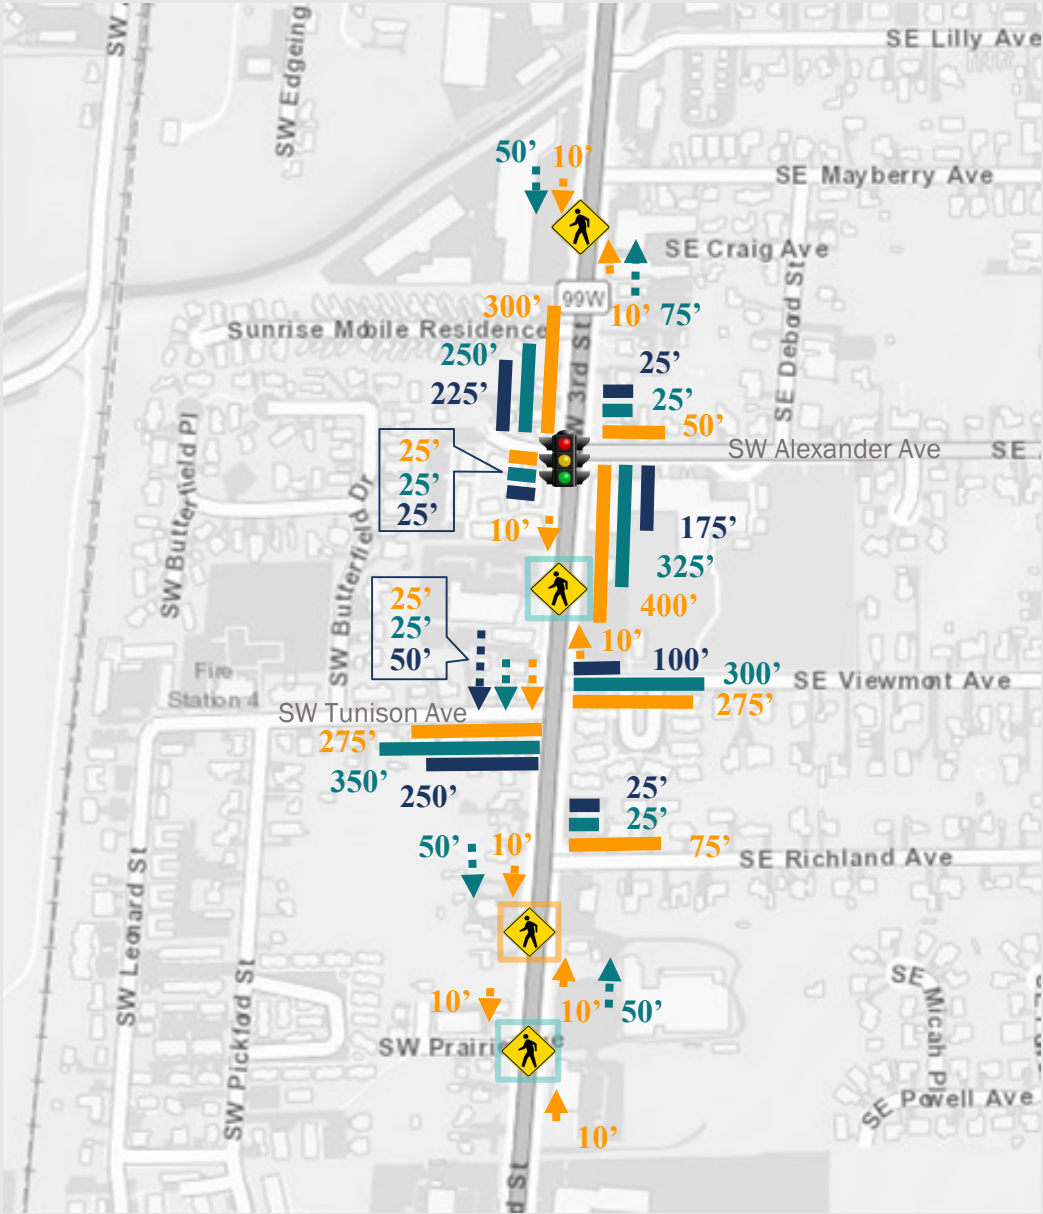 SW
SW Edgeing
SE Lilly Ave
50’
10’
SE Mayberry Ave
SE Craig Ave
SE Debord St
99W
300’
10’
75’
Sunrise Mobile Residence
250’
225’
25’
25’
50’
3rd St
SW Alexander Ave
SE
25’
25’
25’
SW Butterfield Pl
SW Butterfield Dr
10’
175’
325’
400’
25’
25’
50’
10’
100’
300’
275’
SE Viewmont Ave
Fire
Station 4
SW Tunison Ave
275’
350’
250’
25’
25’
75’
50’
10’
SE Richland Ave
SW Leonard St
SW Pickford St
10’
10’
50’
SW Prairie
SE Micah Pl
SE Powell Ave
10’
d St